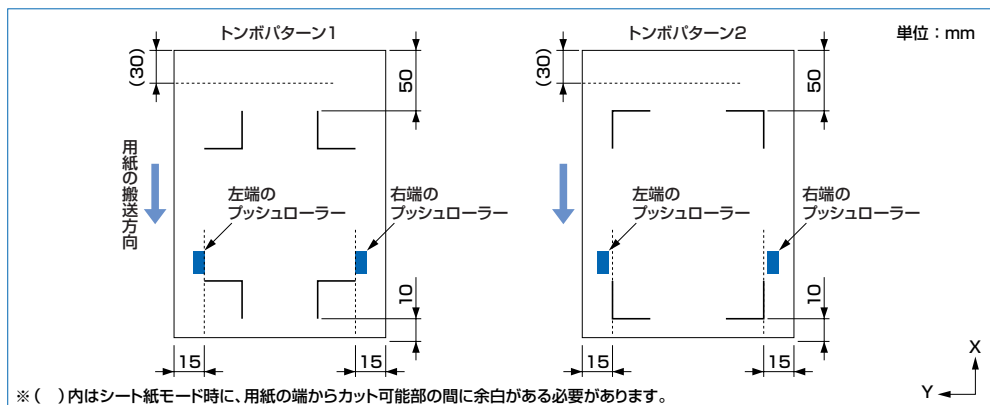 トンボパターン1
トンボパターン2
単位:mm
(30)
50
(30)
50
用紙の搬送方向
左端の
プッシュローラー
右端の
プッシュローラー
左端の
プッシュローラー
右端の
プッシュローラー
10
10
15
15
15
15
X
Y
※( )内はシート紙モード時に、用紙の端からカット可能部の間に余白がある必要があります。